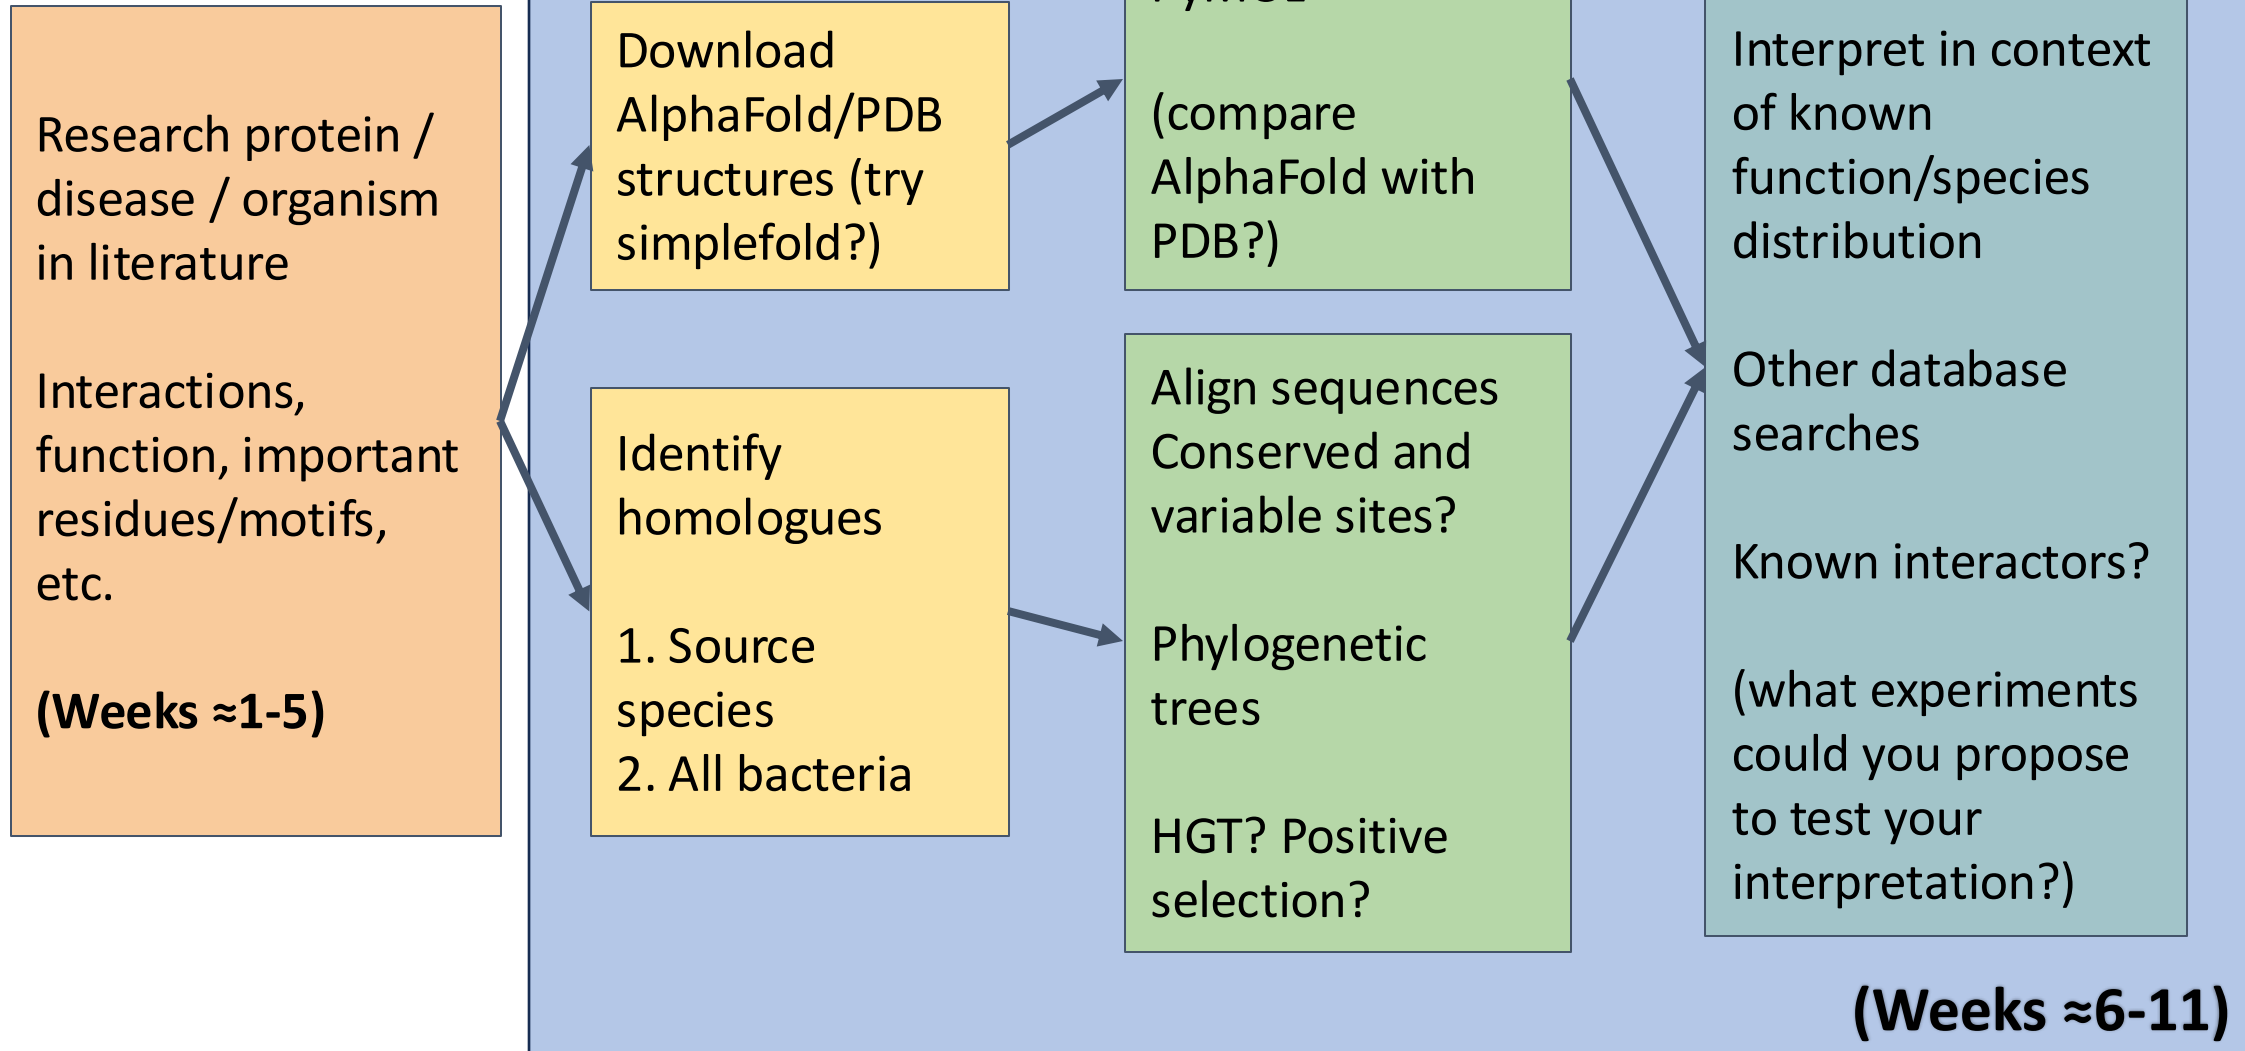 Research protein /
disease / organism
in literature
Interactions,
function, important
residues/motifs,
etc.
(Weeks ≈1-5)
Download
AlphaFold/PDB
structures (try
simplefold?)
Identify
homologues
1. Source
species
2. All bacteria
(compare
AlphaFold with
PDB?)
Align sequences
Conserved and
variable sites?
Phylogenetic
trees
HGT? Positive
selection?
Interpret in context
of known
function/species
distribution
Other database
searches
Known interactors?
(what experiments
could you propose
to test your
interpretation?)
(Weeks ≈6-11)